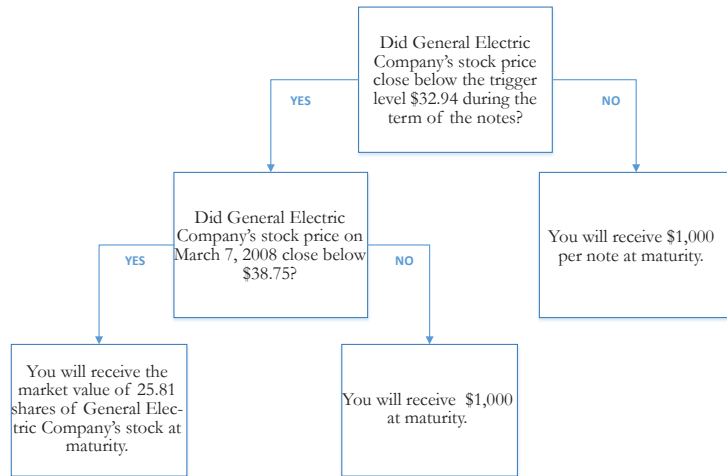 Did General Electric
Company's stock price
close below the trigger
level $32.94 during the
term of the notes?
YES
NO
Did General Electric
Company's stock price on
March 7, 2008 close below
$38.75?
You will receive $1,000
per note at maturity.
YES
NO
You will receive the
market value of 25.81
shares of General Elec-
tric Company's stock at
maturity.
You will receive $1,000
at maturity.